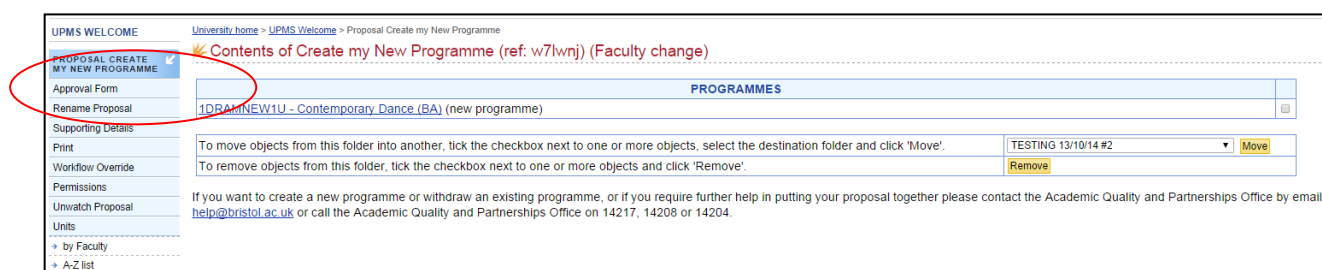 UPMS WELCOME
University home > UPMS Welcome > Proposal Create my New Programme
PROPOSAL CREATE
MY NEW PROGRAMME
Contents of Create my New Programme (ref: w7lwnj) (Faculty change)
Approval Form
Rename Proposal
Supporting Details
Print
Workflow Override
Permissions
Unwatch Proposal
Units
by Faculty
A-Z list
PROGRAMMES
1DRAMNEW1U - Contemporary Dance (BA) (new programme)
To move objects from this folder into another, tick the checkbox next to one or more objects, select the destination folder and click 'Move'.
TESTING 13/10/14 #2
Move
To remove objects from this folder, tick the checkbox next to one or more objects and click 'Remove'.
Remove
If you want to create a new programme or withdraw an existing programme, or if you require further help in putting your proposal together please contact the Academic Quality and Partnerships Office by email
help@bristol.ac.uk or call the Academic Quality and Partnerships Office on 14217, 14208 or 14204.